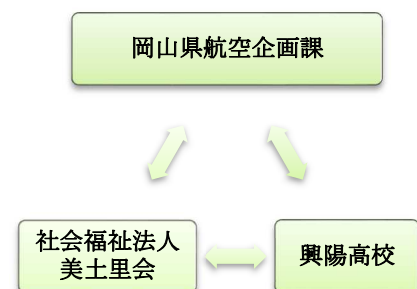 岡山県航空企画課
社会福祉法人
美土里会
興陽高校